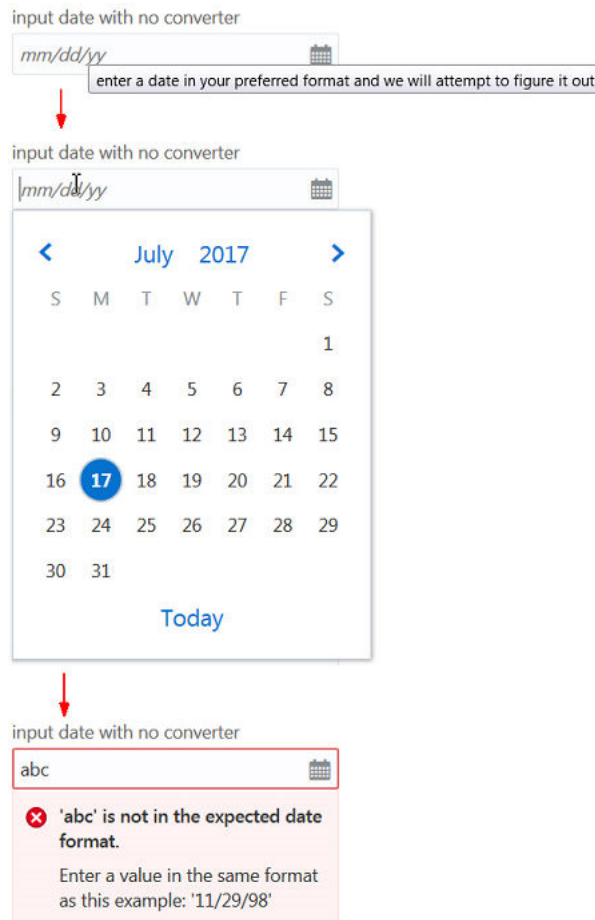 input date with no converter
mm/dd/yy
enter a date in your preferred format and we will attempt to figure it out
input date with no converter
mm/dd/yy
July 2017
S M T W T F S
1
2 3 4 5 6 7 8
9 10 11 12 13 14 15
16 17 18 19 20 21 22
23 24 25 26 27 28 29
30 31
Today
input date with no converter
abc
'abc' is not in the expected date
format.
Enter a value in the same format
as this example: '11/29/98'